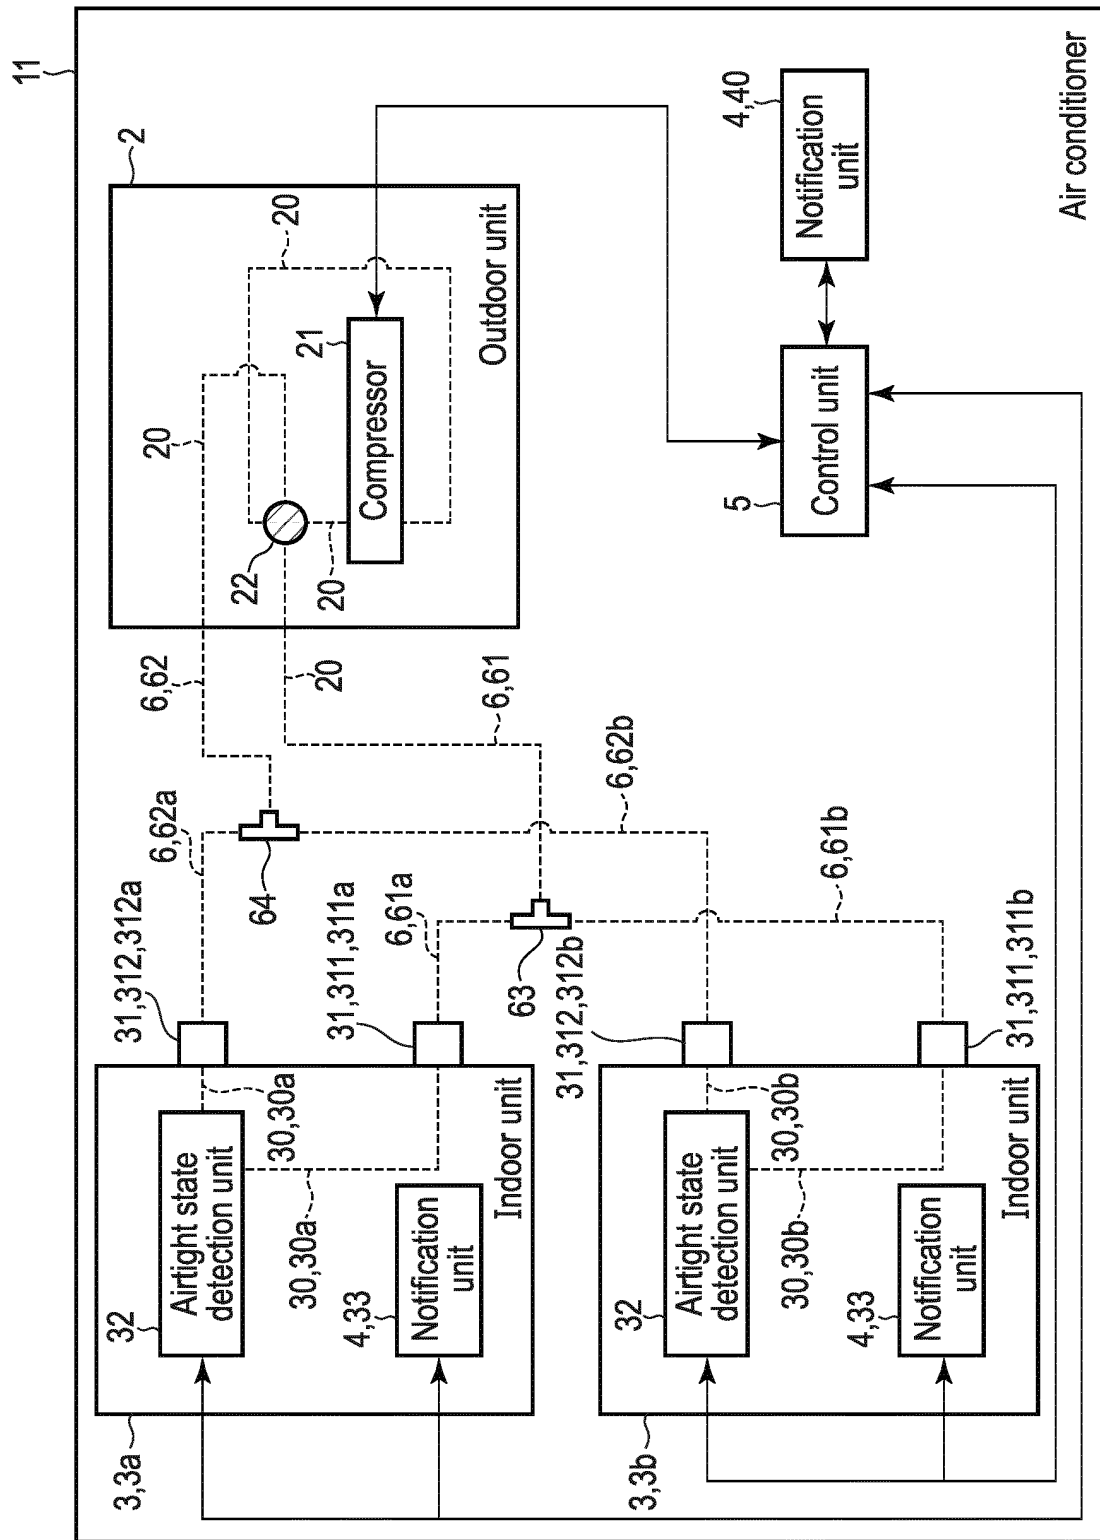 11
Air conditioner
2
Outdoor unit
20
20
21
Compressor
22
20
20
6,62
6,61
6,62a
64
6,62b
6,61a
63
6,61b
31,312,312a
31,311,311a
31,312,312b
31,311,311b
3,3a
Indoor unit
32
Airtight state
detection unit
30,30a
30,30a
4,33
Notification
unit
3,3b
Indoor unit
32
Airtight state
detection unit
30,30b
30,30b
4,33
Notification
unit
5
Control unit
4,40
Notification
unit